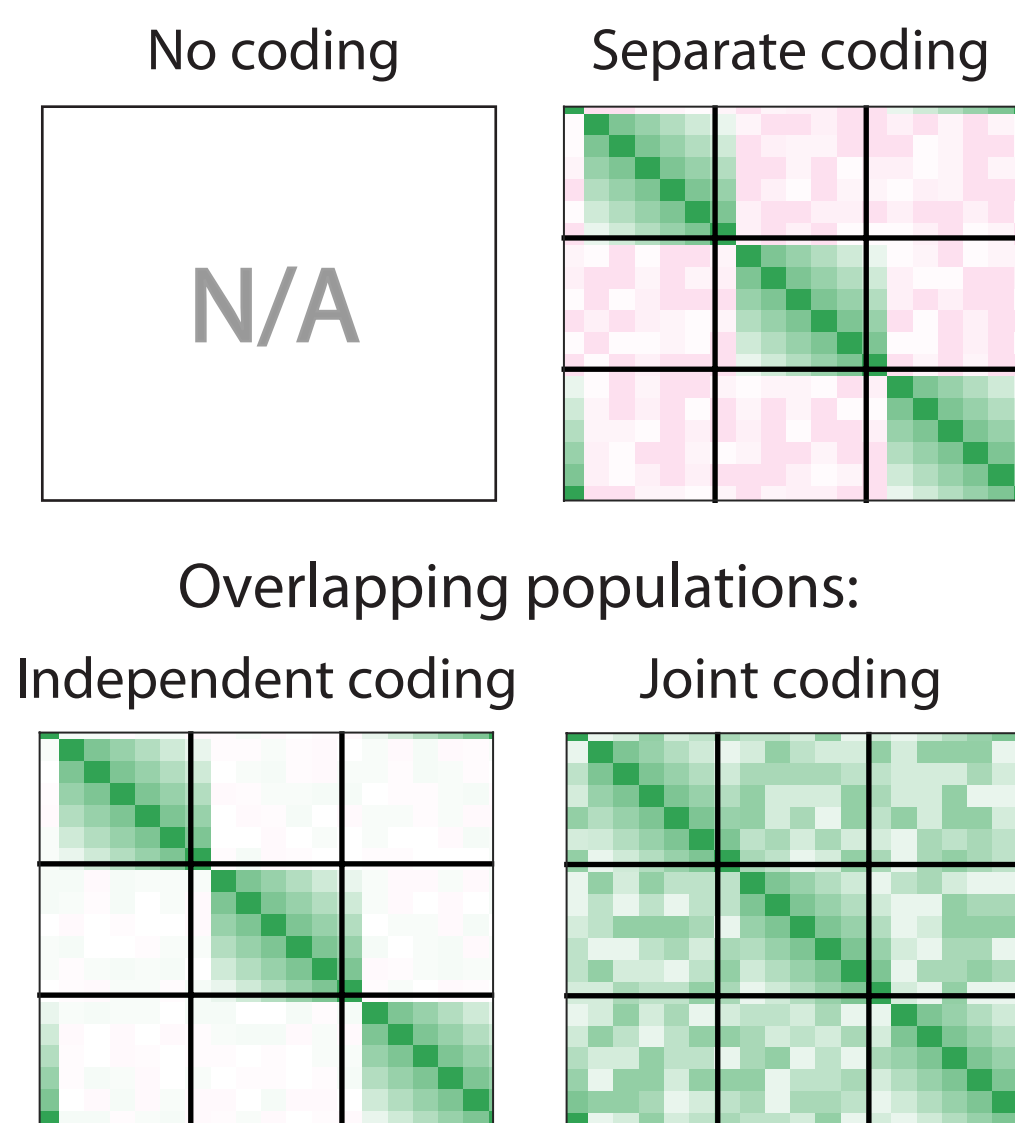 No coding
Separate coding
N/A
Overlapping populations:
Independent coding
Joint coding